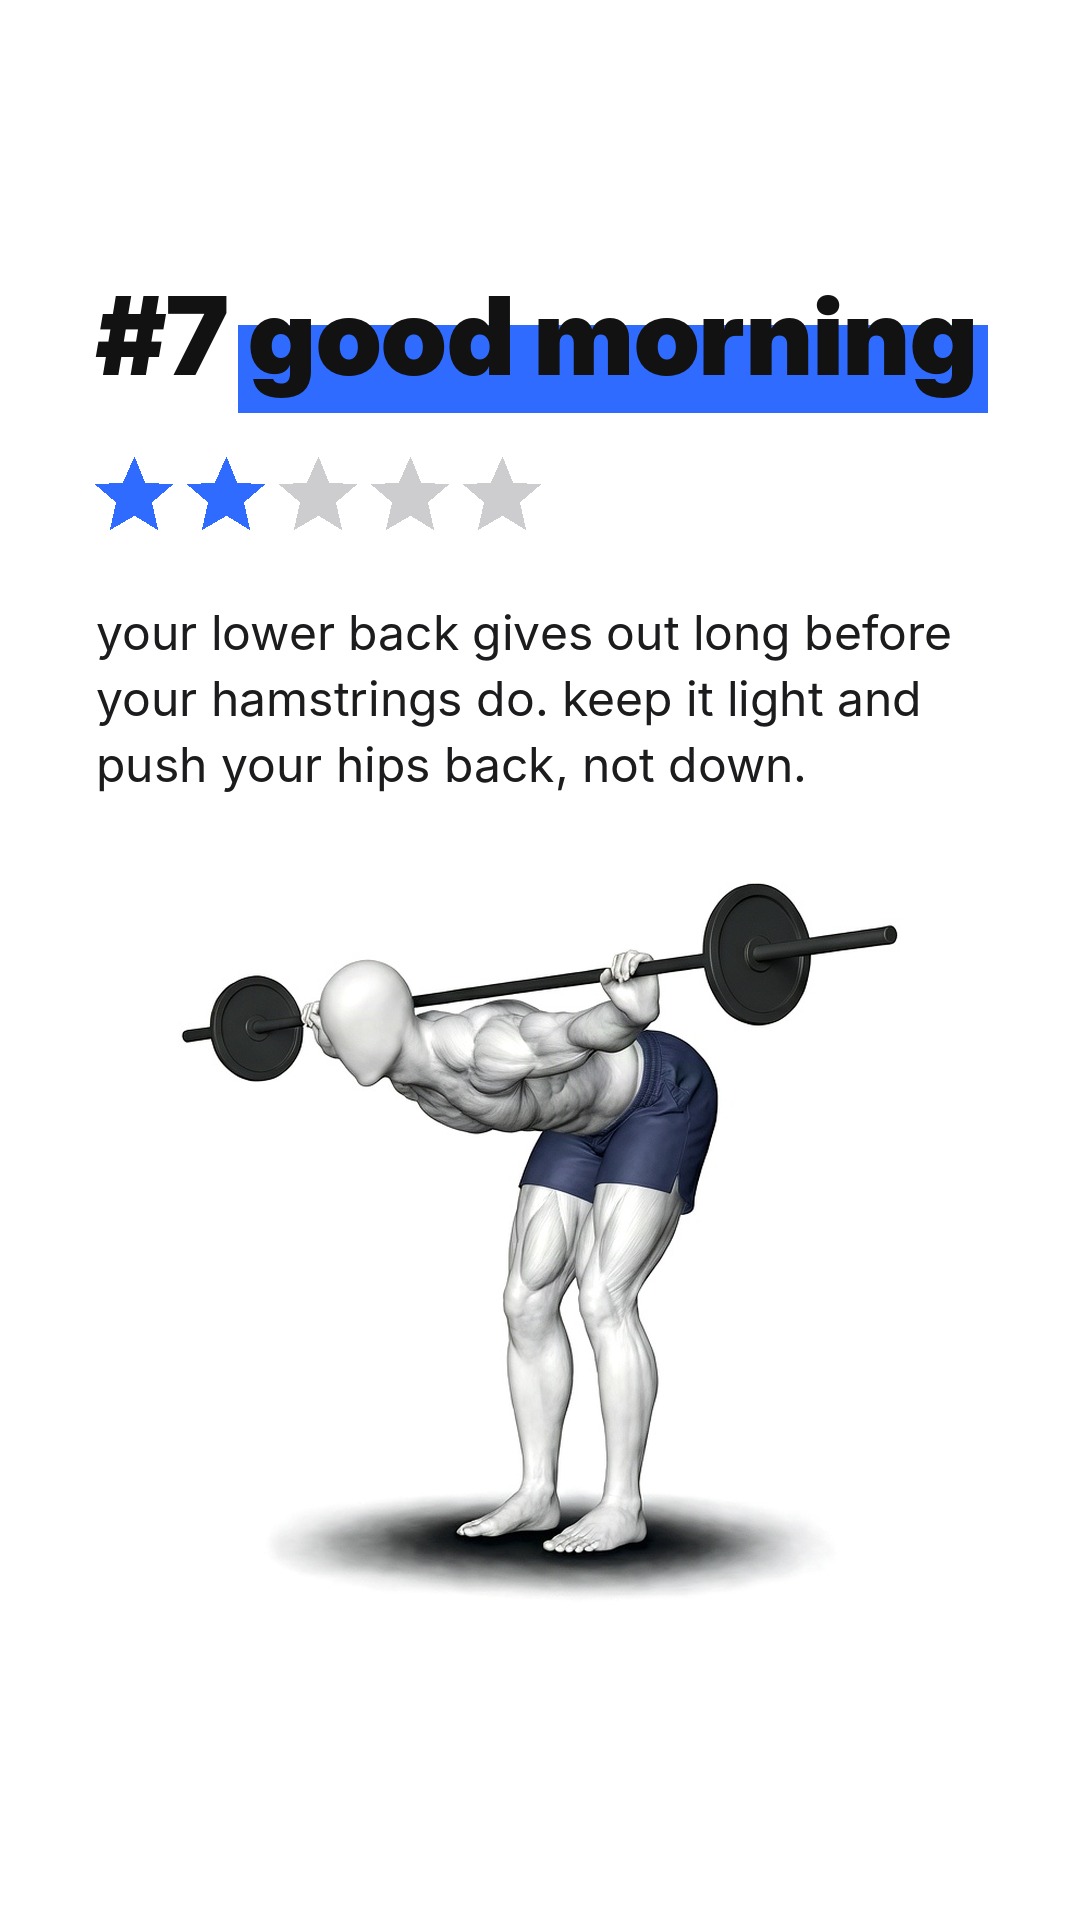 #7 good morning
your lower back gives out long before
your hamstrings do. keep it light and
push your hips back, not down.